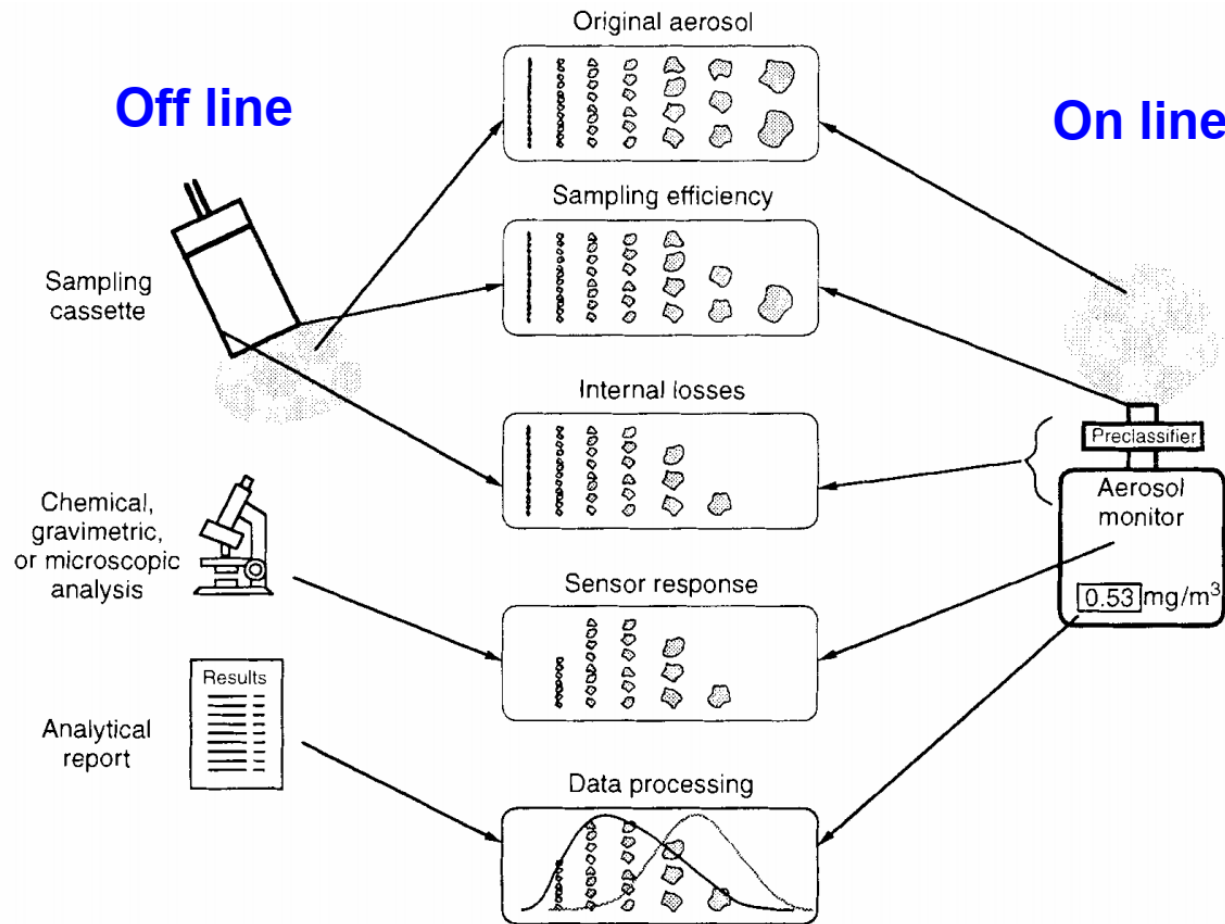 Original aerosol
Off line
On line
Sampling efficiency
Sampling
cassette
Internal losses
Preclassifier
Aerosol
monitor
Chemical,
gravimetric,
or microscopic
analysis
Sensor response
0.53 mg/m³
Results
Analytical
report
Data processing